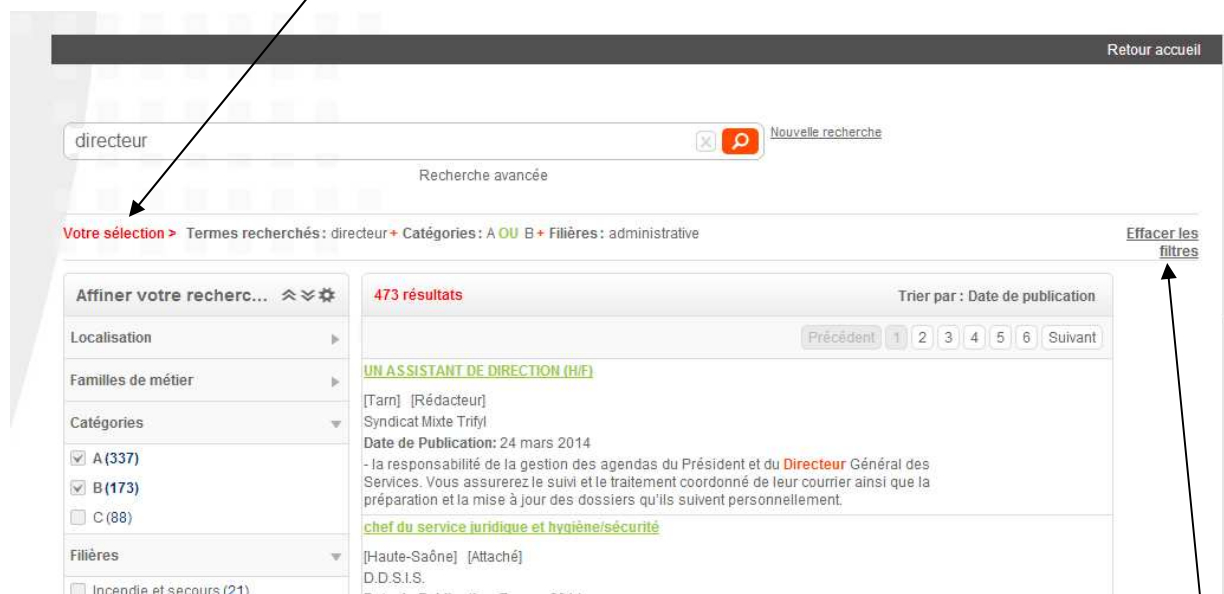 Retour accueil
directeur
Nouvelle recherche
Recherche avancée
Votre sélection > Termes recherchés : directeur + Catégories : A OU B + Filières : administrative
Effacer les
filtres
Affiner votre recherc...
473 résultats
Trier par : Date de publication
Précédent 1 2 3 4 5 6 Suivant
Localisation
Familles de métier
Catégories
A (337)
B (173)
C (88)
Filières
Incendie et secours (21)
UN ASSISTANT DE DIRECTION (H/F)
[Tarn] [Rédacteur]
Syndicat Mixte Trifyl
Date de Publication: 24 mars 2014
- la responsabilité de la gestion des agendas du Président et du Directeur Général des
Services. Vous assurerez le suivi et le traitement coordonné de leur courrier ainsi que la
préparation et la mise à jour des dossiers qu'ils suivent personnellement.
chef du service juridique et hygiène/sécurité
[Haute-Saône] [Attaché]
D.D.S.I.S.